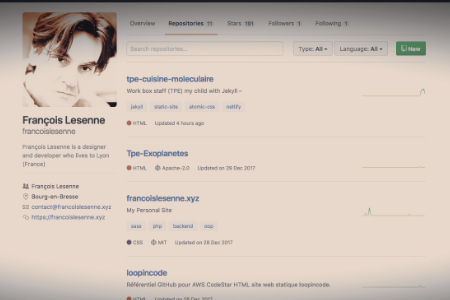 Overview Repositories 11 Stars 101 Followers 3 Following 3
Search repositories...
Type: All
Language: All
New
tpe-cuisine-moleculaire
Work box staff (TPE) my child with Jekyll -
jekyll static-site atomic-css netlify
HTML Updated 4 hours ago
François Lesenne
francoislesenne
François Lesenne is a designer
and developer who lives to Lyon
(France)
François Lesenne
Bourg-en-Bresse
contact@francoislesenne.xyz
https://francoislesenne.xyz
Tpe-Exoplanetes
HTML Apache-2.0 Updated on 29 Dec 2017
francoislesenne.xyz
My Personal Site
sass php backend oop
CSS MIT Updated on 28 Dec 2017
loopincode
Référentiel GitHub pour AWS CodeStar HTML site web statique loopincode.
HTML Updated on 28 Dec 2017